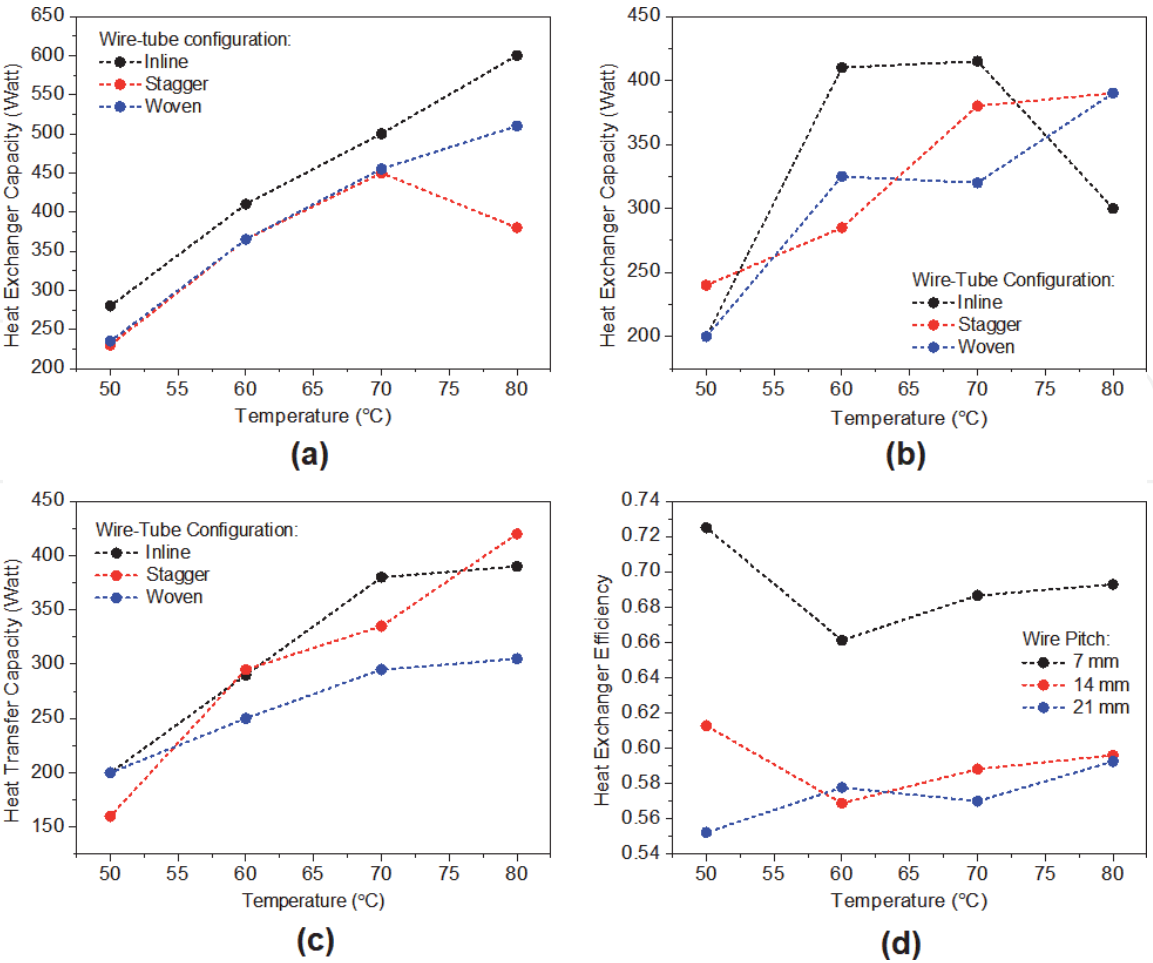 650
600
550
500
450
400
350
300
250
200
Heat Exchanger Capacity (Watt)
Wire-tube configuration:
Inline
Stagger
Woven
50 55 60 65 70 75 80
Temperature (°C)
(a)
450
400
350
300
250
200
Heat Exchanger Capacity (Watt)
Wire-Tube Configuration:
Inline
Stagger
Woven
50 55 60 65 70 75 80
Temperature (°C)
(b)
450
400
350
300
250
200
150
Heat Transfer Capacity (Watt)
Wire-Tube Configuration:
Inline
Stagger
Woven
50 55 60 65 70 75 80
Temperature (°C)
(c)
0.74
0.72
0.70
0.68
0.66
0.64
0.62
0.60
0.58
0.56
0.54
Heat Exchanger Efficiency
Wire Pitch:
7 mm
14 mm
21 mm
50 55 60 65 70 75 80
Temperature (°C)
(d)